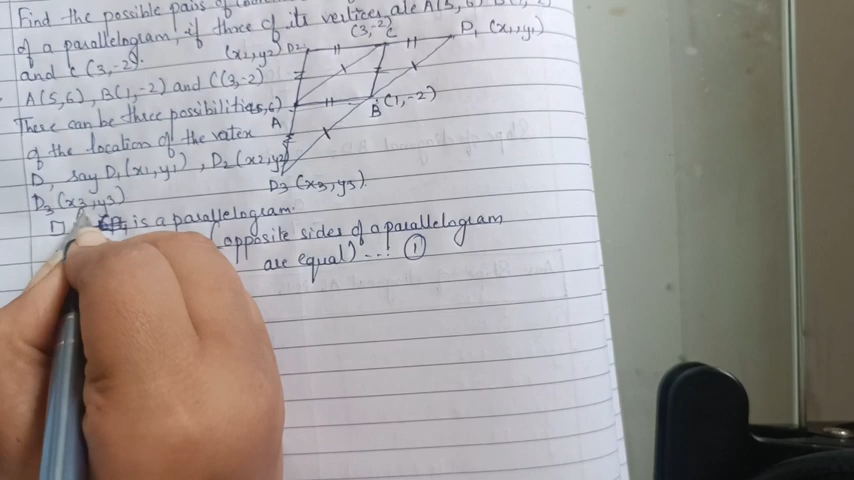 Find the possible pairs of
of a parallelogram, if three of its vertices are A(5,6), B(1,-2)
and C(3,-2).
A(5,6), B(1,-2) and C(3,-2)
There can be three possibilities
of the location of the vertex
D, say D1(x1,y1), D2(x2,y2)
D3(x3,y3)
(x2,y2) D2
(3,-2)
C
D1 (x1,y1)
5,6)
A
B (1,-2)
D3 (x3,y3).
is a parallelogram.
(opposite sides of a parallelogram
are equal) --- ①